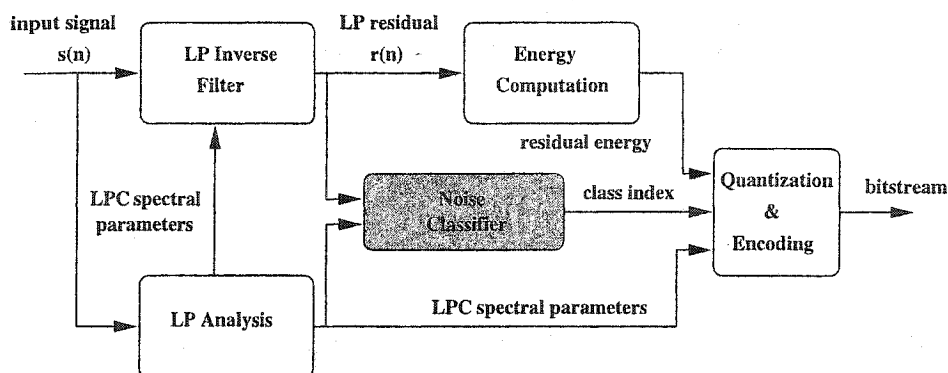 input signal
s(n)
LP Inverse
Filter
LP residual
r(n)
Energy
Computation
residual energy
LPC spectral
parameters
Noise
Classifier
class index
Quantization
&
Encoding
bitstream
LP Analysis
LPC spectral parameters